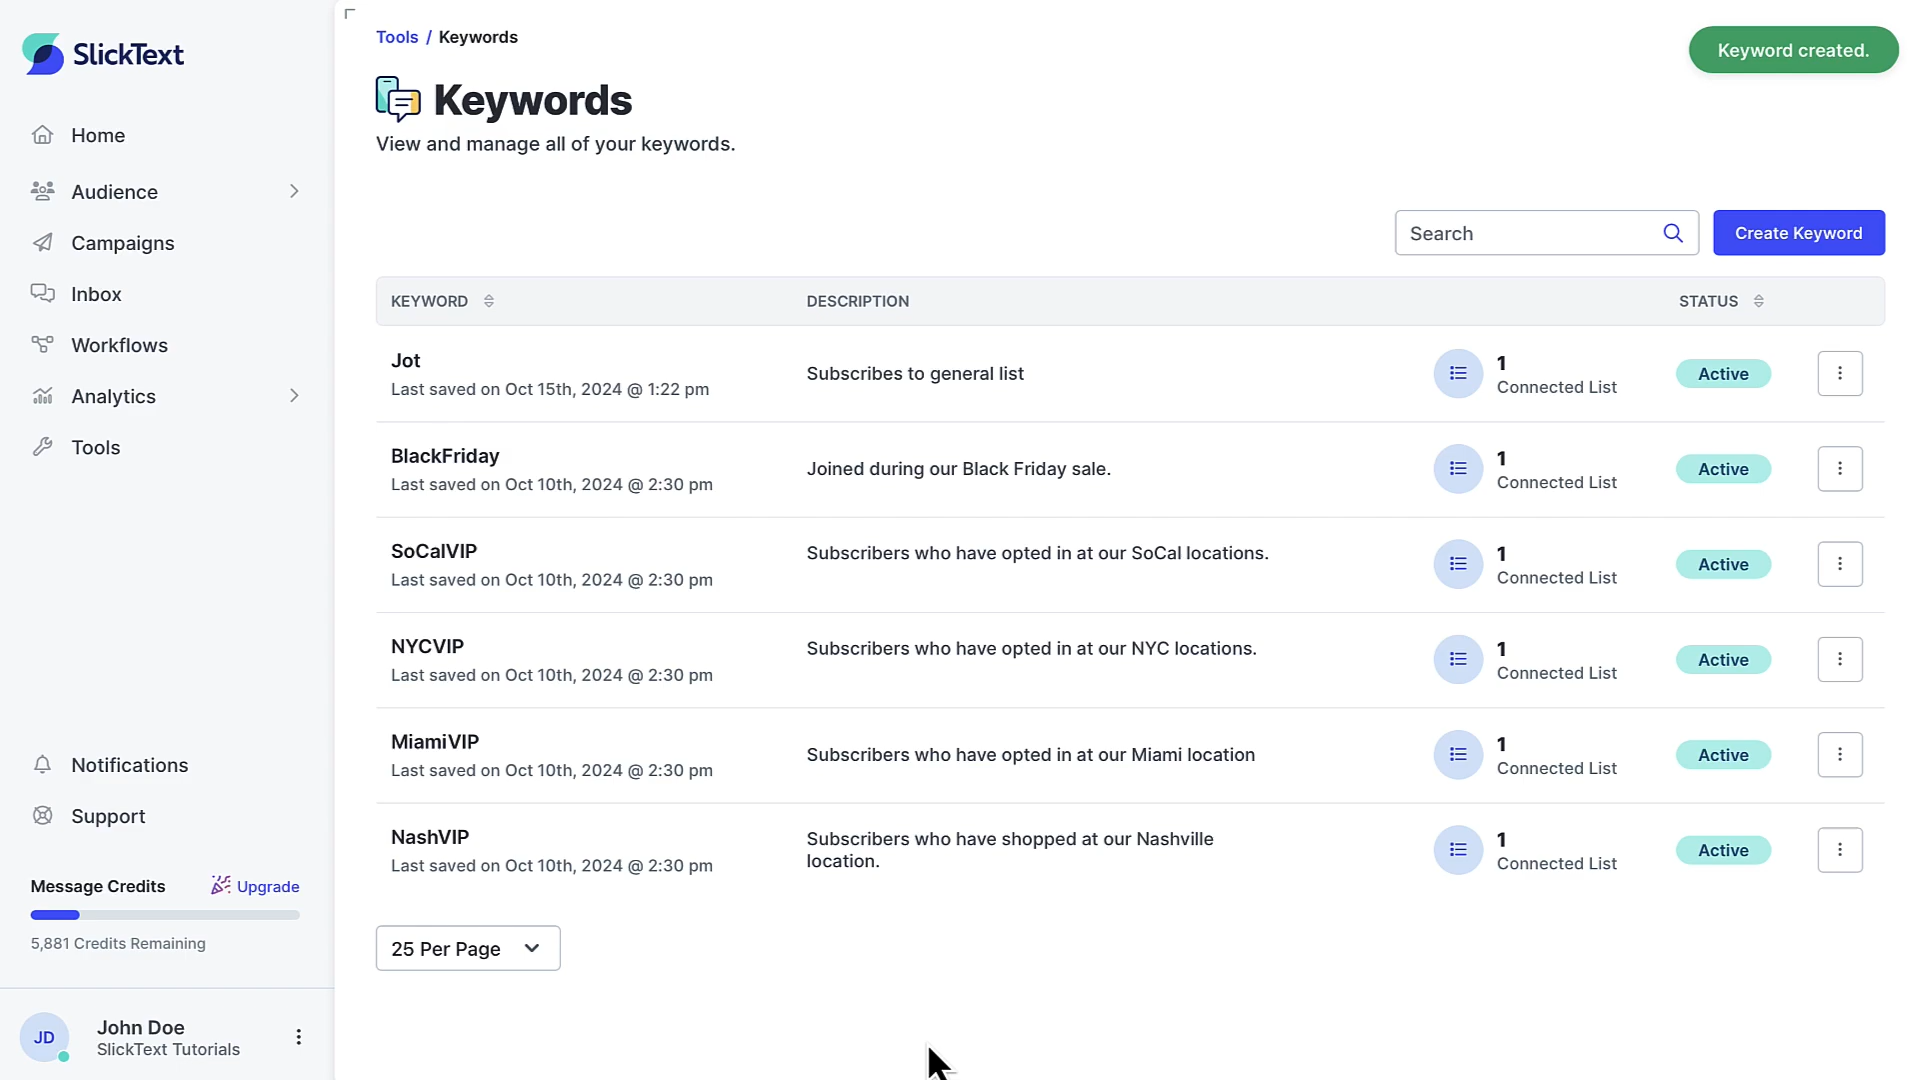 SlickText
Home
Audience
Campaigns
Inbox
Workflows
Analytics
Tools
Notifications
Support
Message Credits
Upgrade
5,881 Credits Remaining
JD
John Doe
SlickText Tutorials
Tools / Keywords
Keyword created.
Keywords
View and manage all of your keywords.
Search
Create Keyword
KEYWORD DESCRIPTION STATUS
Jot
Last saved on Oct 15th, 2024 @ 1:22 pm
Subscribes to general list
1
Connected List
Active
BlackFriday
Last saved on Oct 10th, 2024 @ 2:30 pm
Joined during our Black Friday sale.
1
Connected List
Active
SoCalVIP
Last saved on Oct 10th, 2024 @ 2:30 pm
Subscribers who have opted in at our SoCal locations.
1
Connected List
Active
NYCVIP
Last saved on Oct 10th, 2024 @ 2:30 pm
Subscribers who have opted in at our NYC locations.
1
Connected List
Active
MiamiVIP
Last saved on Oct 10th, 2024 @ 2:30 pm
Subscribers who have opted in at our Miami location
1
Connected List
Active
NashVIP
Last saved on Oct 10th, 2024 @ 2:30 pm
Subscribers who have shopped at our Nashville
location.
1
Connected List
Active
25 Per Page